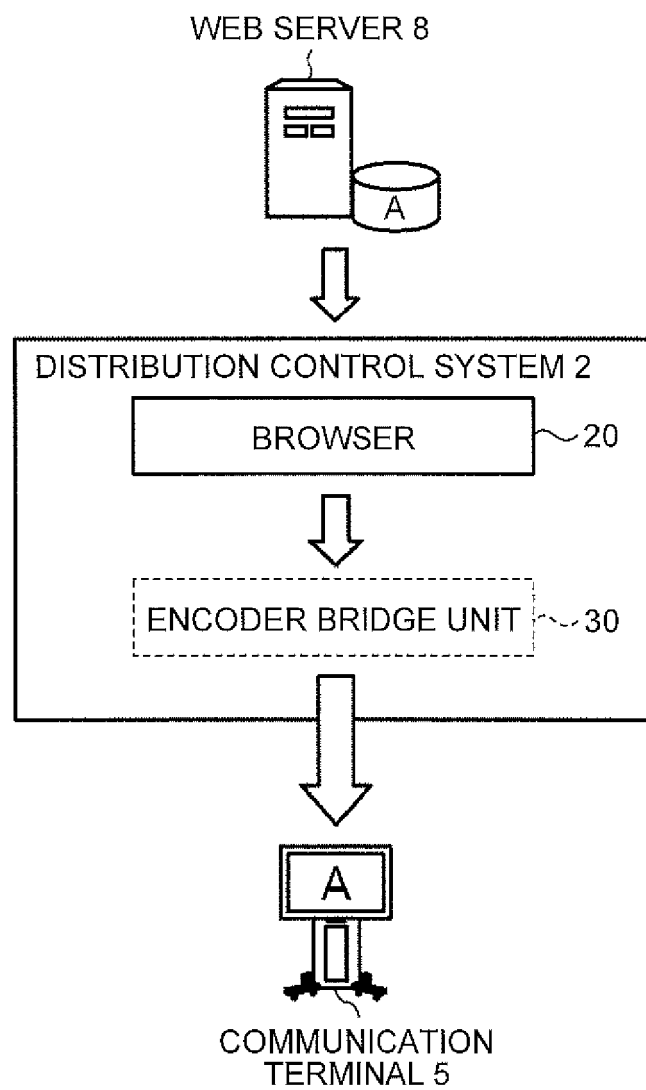 WEB SERVER 8
A
DISTRIBUTION CONTROL SYSTEM 2
BROWSER
20
ENCODER BRIDGE UNIT
30
A
COMMUNICATION
TERMINAL 5